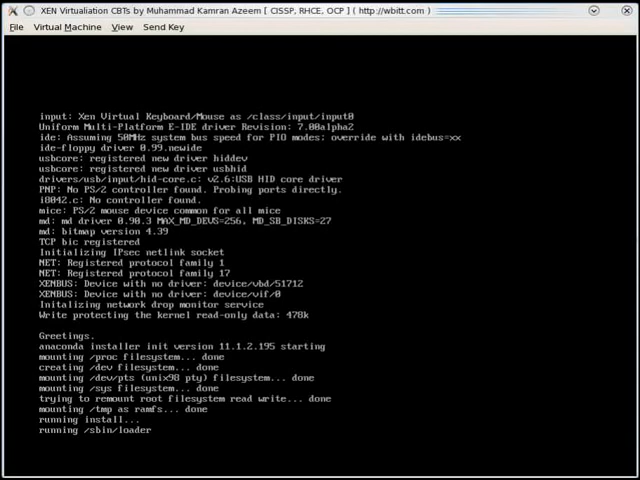 XEN Virtualiation CBTs by Muhammad Kamran Azeem [ CISSP, RHCE, OCP ] ( http://wbitt.com )
File Virtual Machine View Send Key
input: Xen Virtual Keyboard/Mouse as /class/input/input0
Uniform Multi-Platform E-IDE driver Revision: 7.00alpha2
ide: Assuming 50MHz system bus speed for PIO modes; override with idebus=xx
ide-floppy driver 0.99.newide
usbcore: registered new driver hiddev
usbcore: registered new driver usbhid
drivers/usb/input/hid-core.c: v2.6:USB HID core driver
PNP: No PS/2 controller found. Probing ports directly.
i8042.c: No controller found.
mice: PS/2 mouse device common for all mice
md: md driver 0.90.3 MAX_MD_DEVS=256, MD_SB_DISKS=27
md: bitmap version 4.39
TCP bic registered
Initializing IPsec netlink socket
NET: Registered protocol family 1
NET: Registered protocol family 17
XENBUS: Device with no driver: device/vbd/51712
XENBUS: Device with no driver: device/vif/0
Initalizing network drop monitor service
Write protecting the kernel read-only data: 478k
Greetings.
anaconda installer init version 11.1.2.195 starting
mounting /proc filesystem... done
creating /dev filesystem... done
mounting /dev/pts (unix98 pty) filesystem... done
mounting /sys filesystem... done
trying to remount root filesystem read write... done
mounting /tmp as ramfs... done
running install...
running /sbin/loader